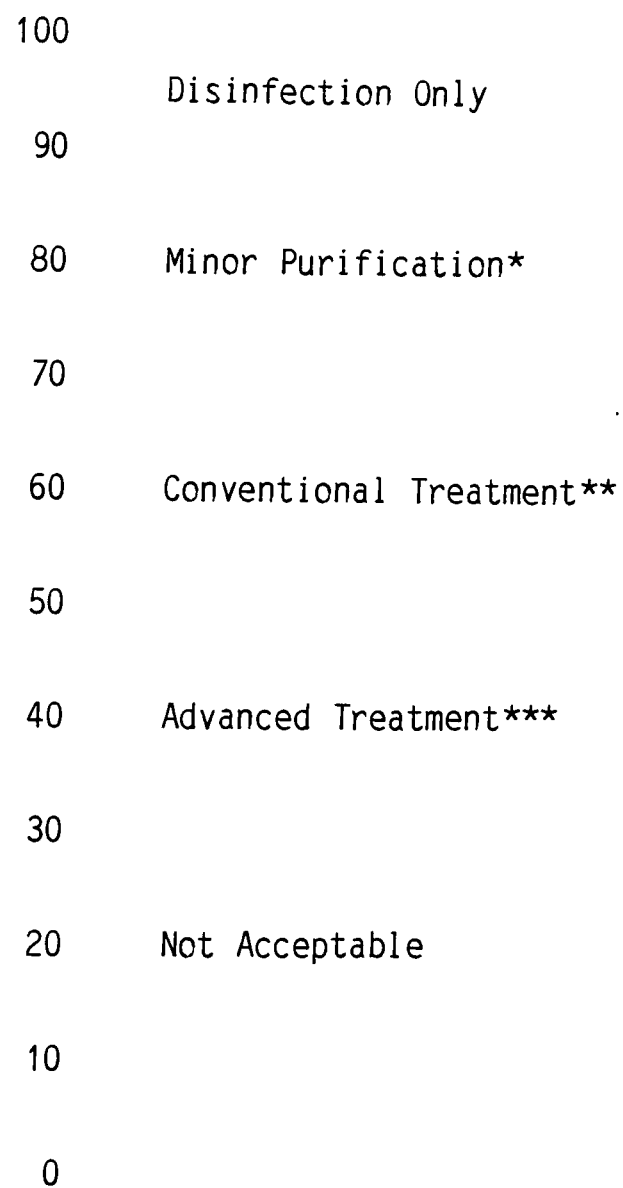 100
Disinfection Only
90
80 Minor Purification*
70
60 Conventional Treatment**
50
40 Advanced Treatment***
30
20 Not Acceptable
10
0